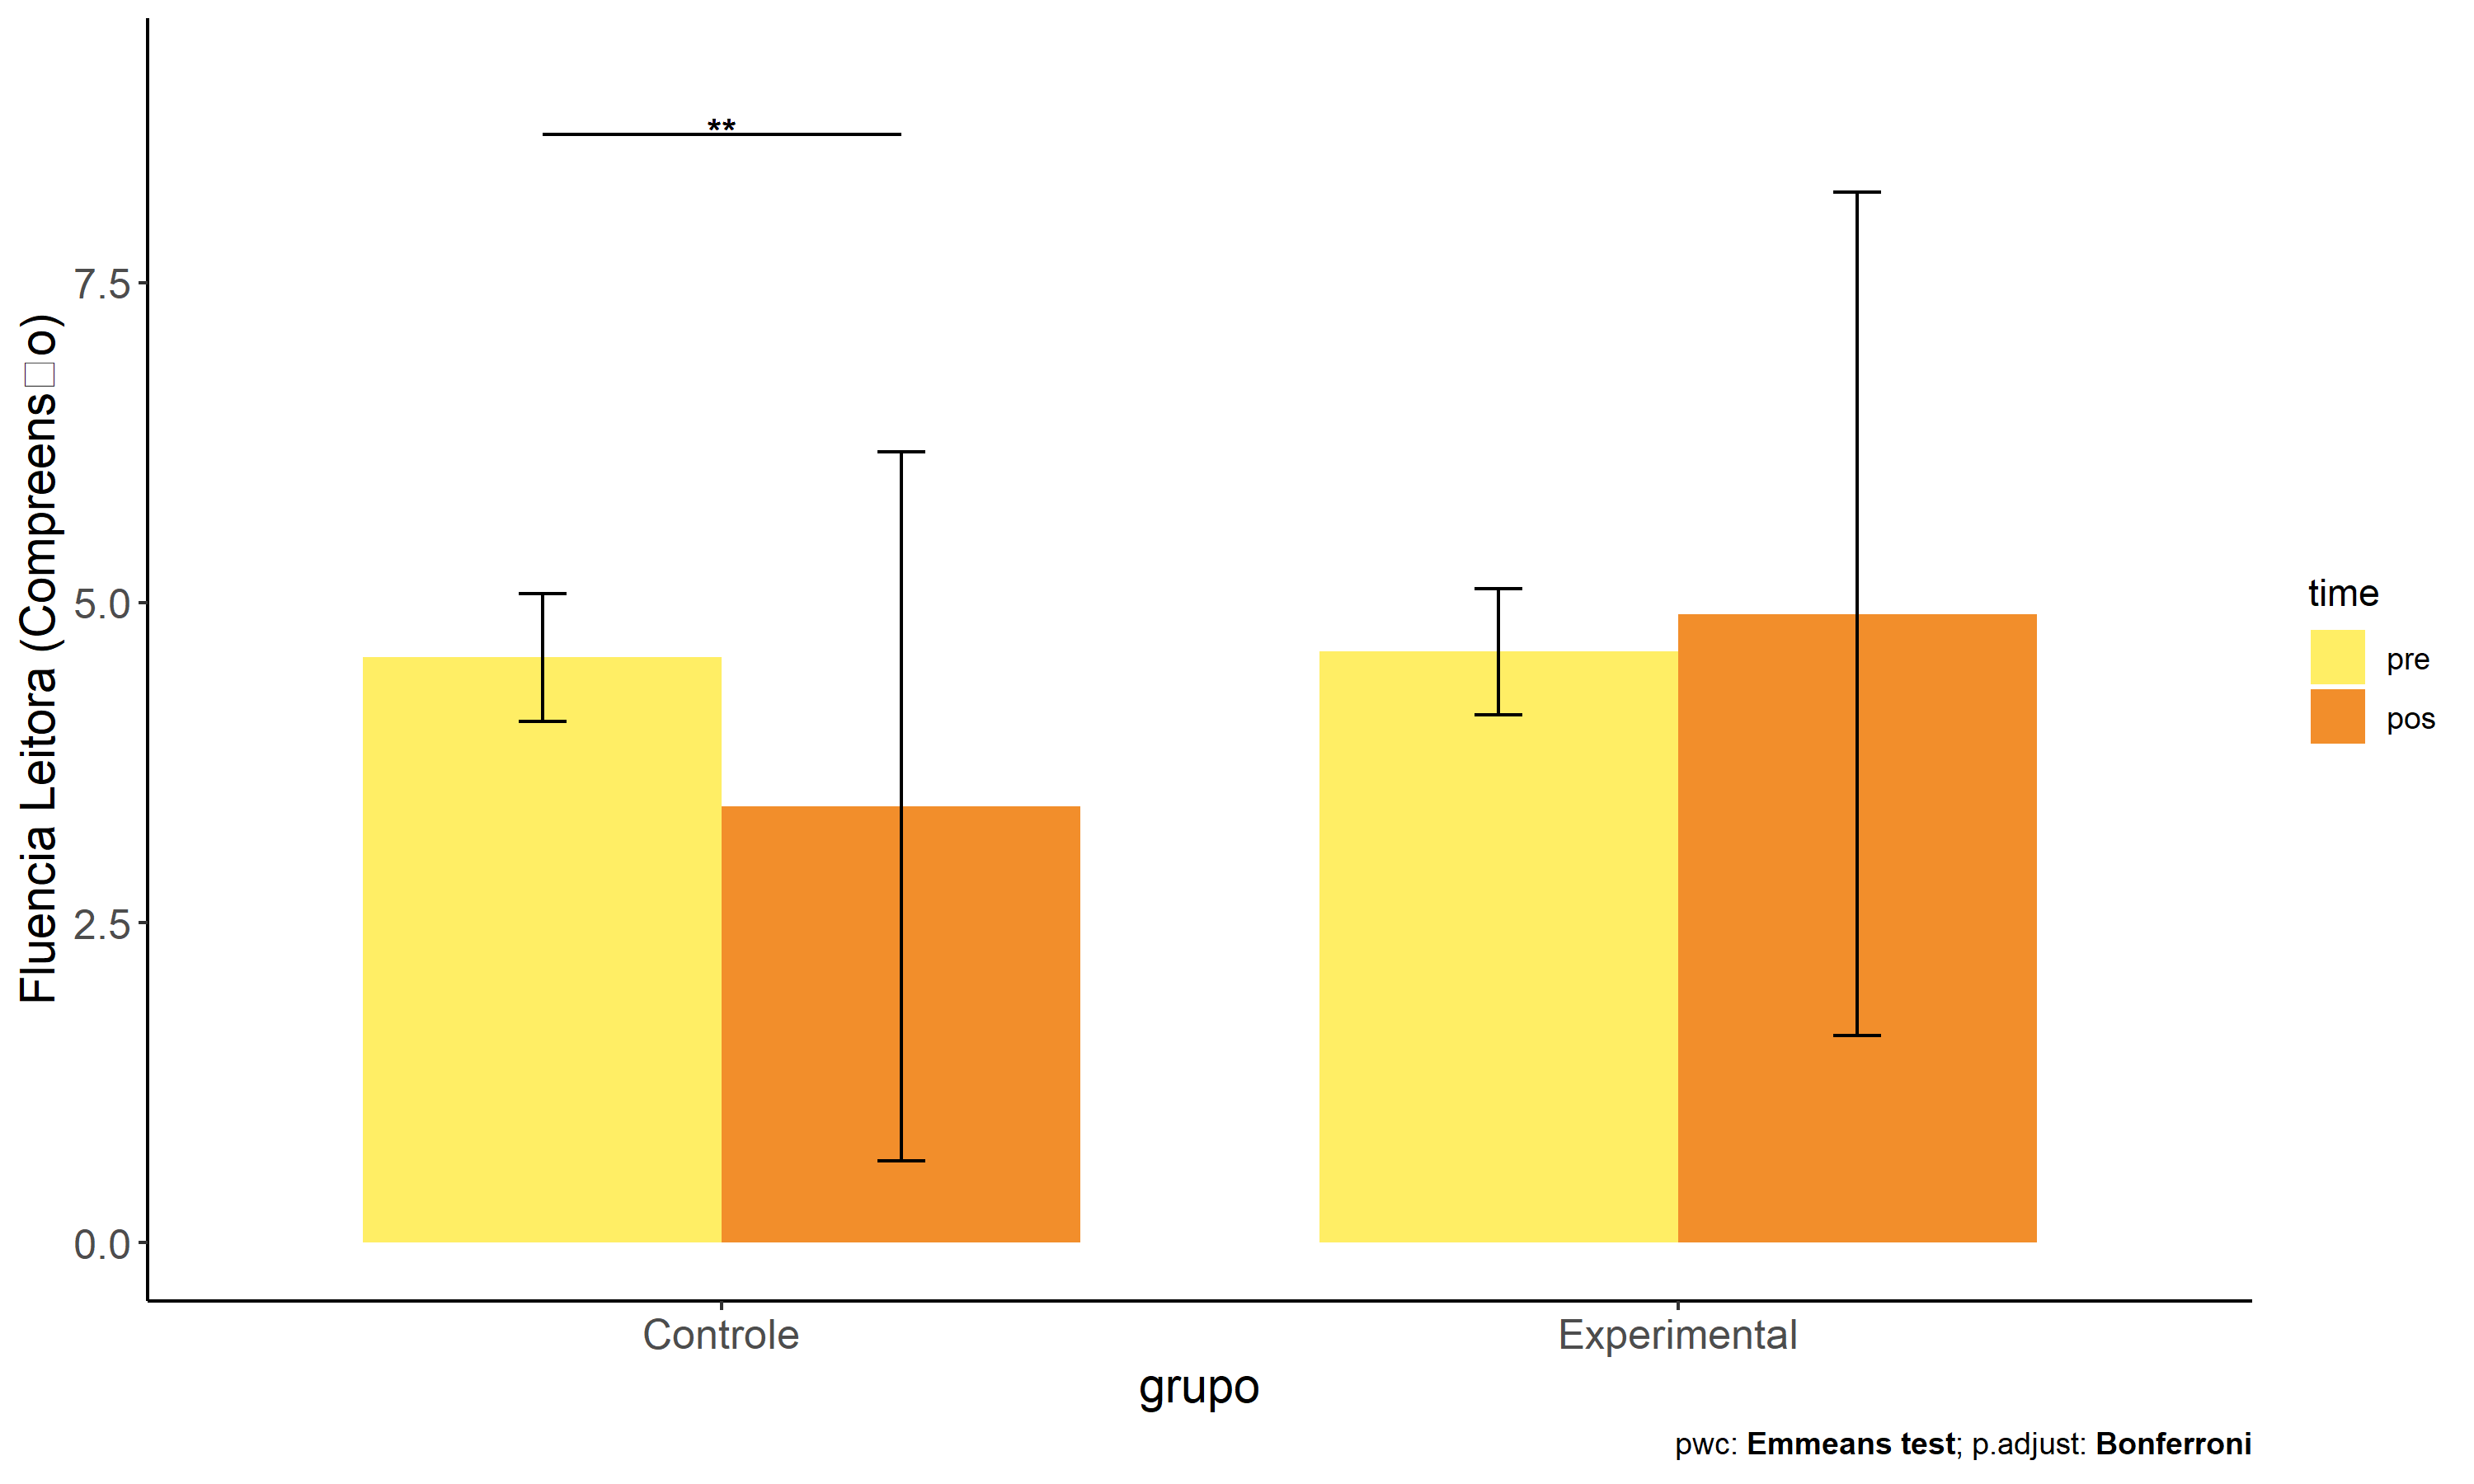 **
7.5
5.0
2.5
0.0
Fluencia Leitora (Compreens□o)
Controle
Experimental
grupo
time
pre
pos
pwc: Emmeans test; p.adjust: Bonferroni